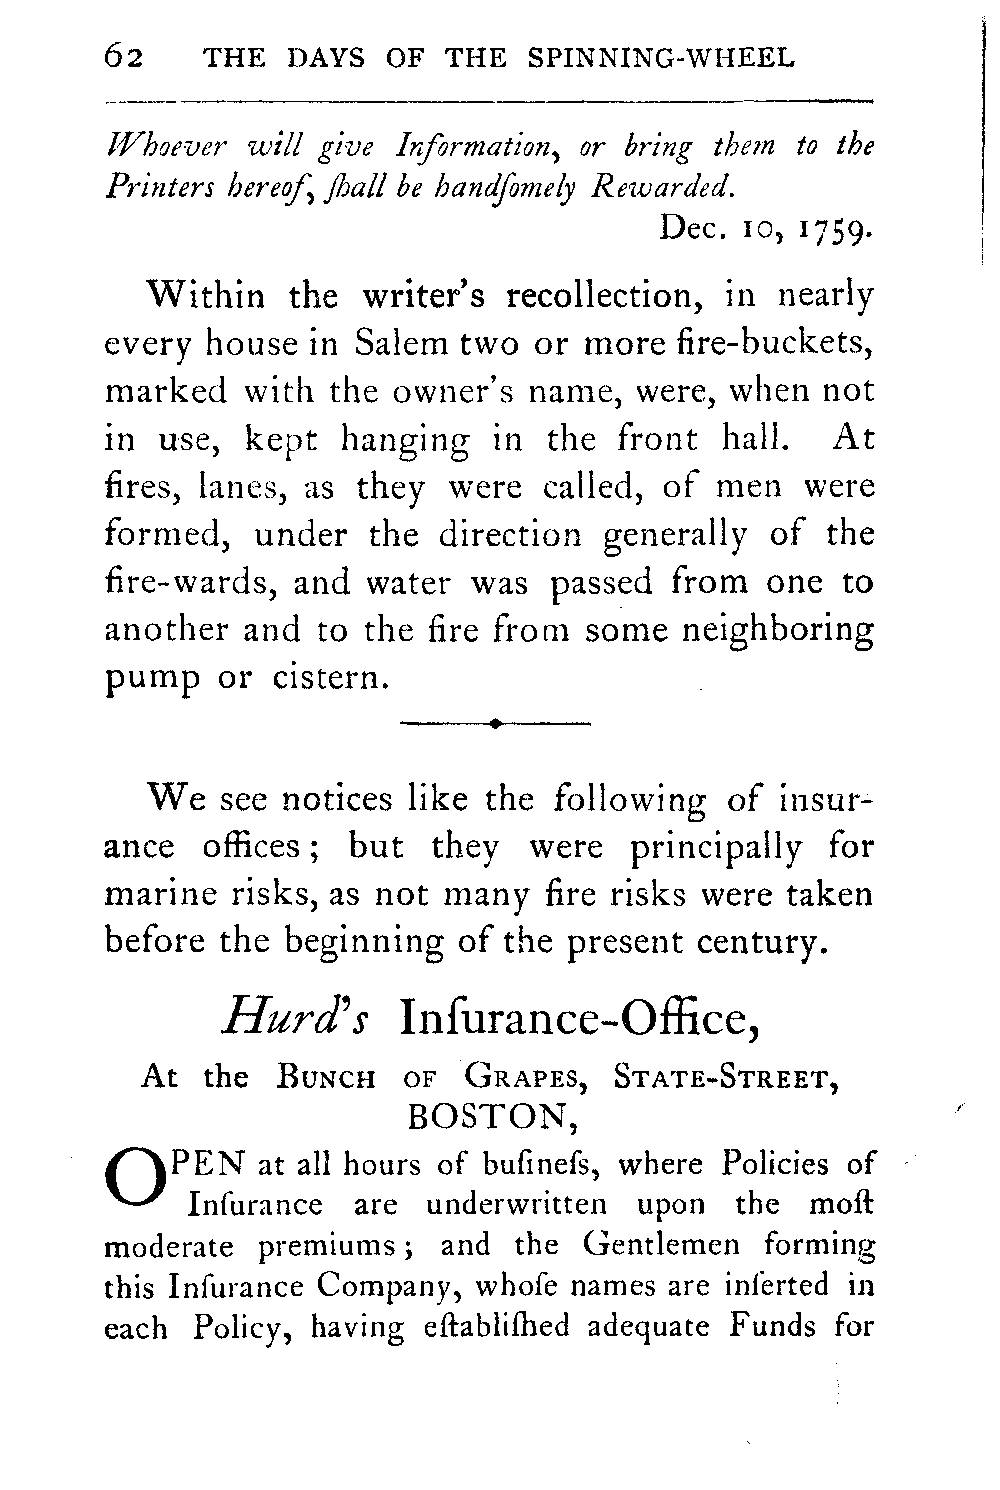 62 THE DAYS OF THE SPINNING-WHEEL
Whoever will give Information, or bring them to the
Printers hereof, ſhall be handſomely Rewarded.
Dec. 10, 1759.
Within the writer's recollection, in nearly
every house in Salem two or more fire-buckets,
marked with the owner's name, were, when not
in use, kept hanging in the front hall. At
fires, lanes, as they were called, of men were
formed, under the direction generally of the
fire-wards, and water was passed from one to
another and to the fire from some neighboring
pump or cistern.
We see notices like the following of insur-
ance offices; but they were principally for
marine risks, as not many fire risks were taken
before the beginning of the present century.
Hurd's Inſurance-Office,
At the BUNCH OF GRAPES, STATE-STREET,
BOSTON,
OPEN at all hours of buſineſs, where Policies of
Inſurance are underwritten upon the moſt
moderate premiums; and the Gentlemen forming
this Inſurance Company, whoſe names are inſerted in
each Policy, having eſtabliſhed adequate Funds for